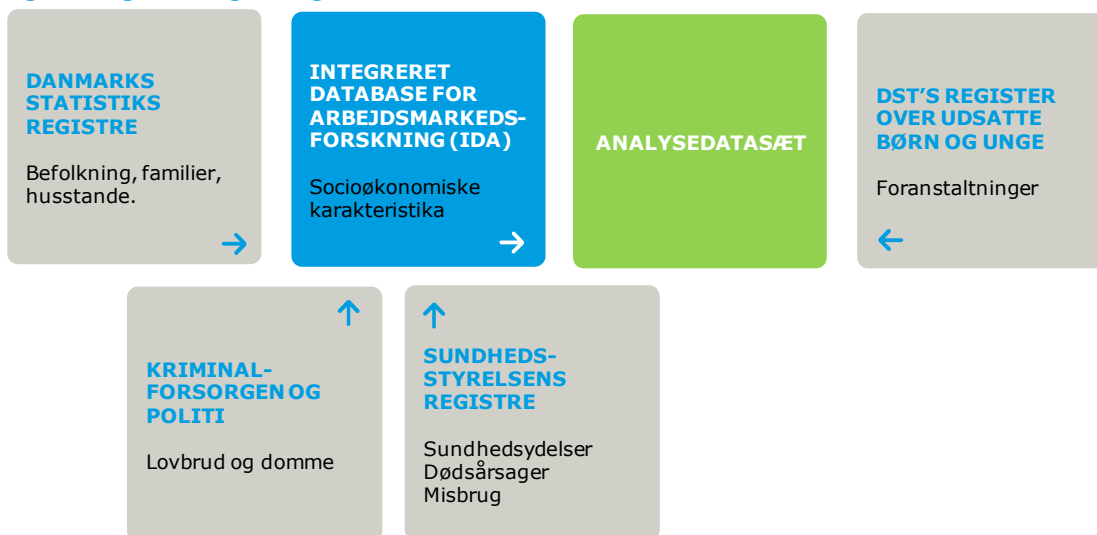 DANMARKS
STATISTIKS
REGISTRE
Befolkning, familier,
husstande.
INTEGRERET
DATABASE FOR
ARBEJDSMARKEDS-
FORSKNING (IDA)
Socioøkonomiske
karakteristika
ANALYSEDATASÆT
DST'S REGISTER
OVER UDSATTE
BØRN OG UNGE
Foranstaltninger
KRIMINAL-
FORSORGEN OG
POLITI
Lovbrud og domme
SUNDHEDS-
STYRELSENS
REGISTRE
Sundhedsydelser
Dødsårsager
Misbrug